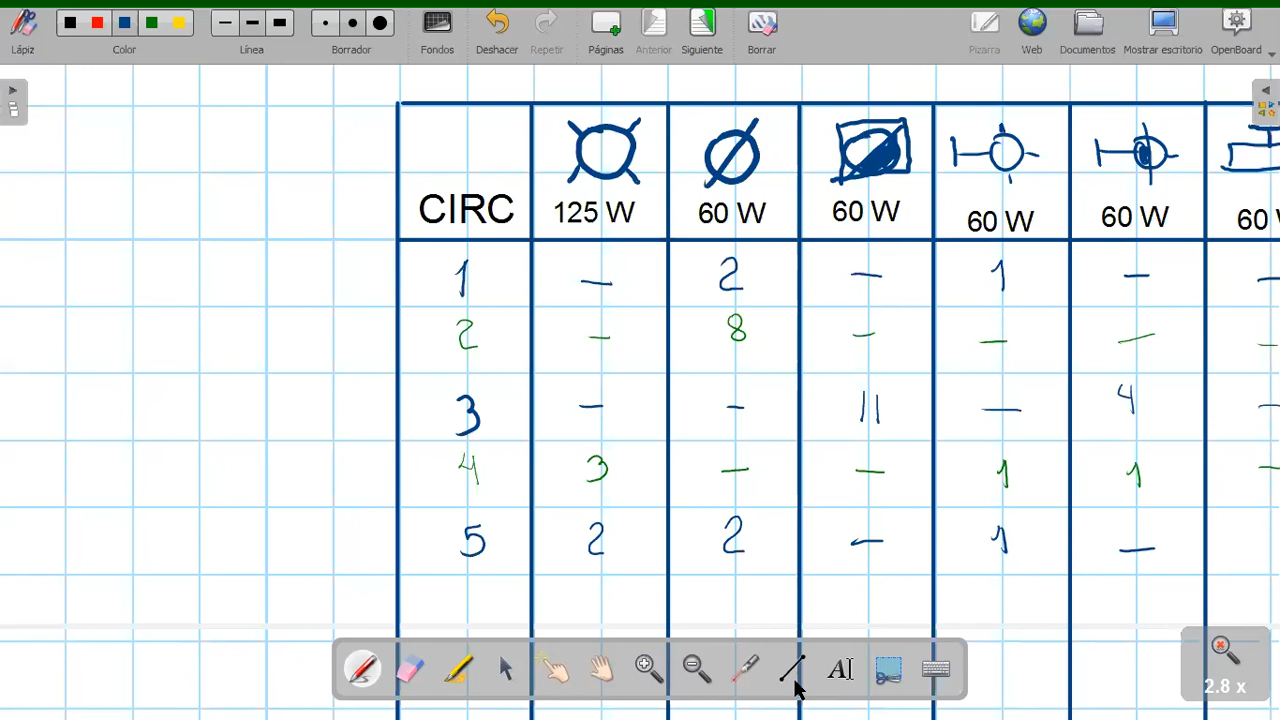 Lápiz Color Línea Borrador Fondos Deshacer Repetir Páginas Anterior Siguiente Borrar Pizarra Web Documentos Mostrar escritorio OpenBoard
CIRC 125 W 60 W 60 W 60 W 60 W 60 W
1 – 2 – 1 – –
2 – 8 – – – –
3 – – 11 – 4 –
4 3 – – 1 1 –
5 2 2 – 1 –
AI
2.8 x